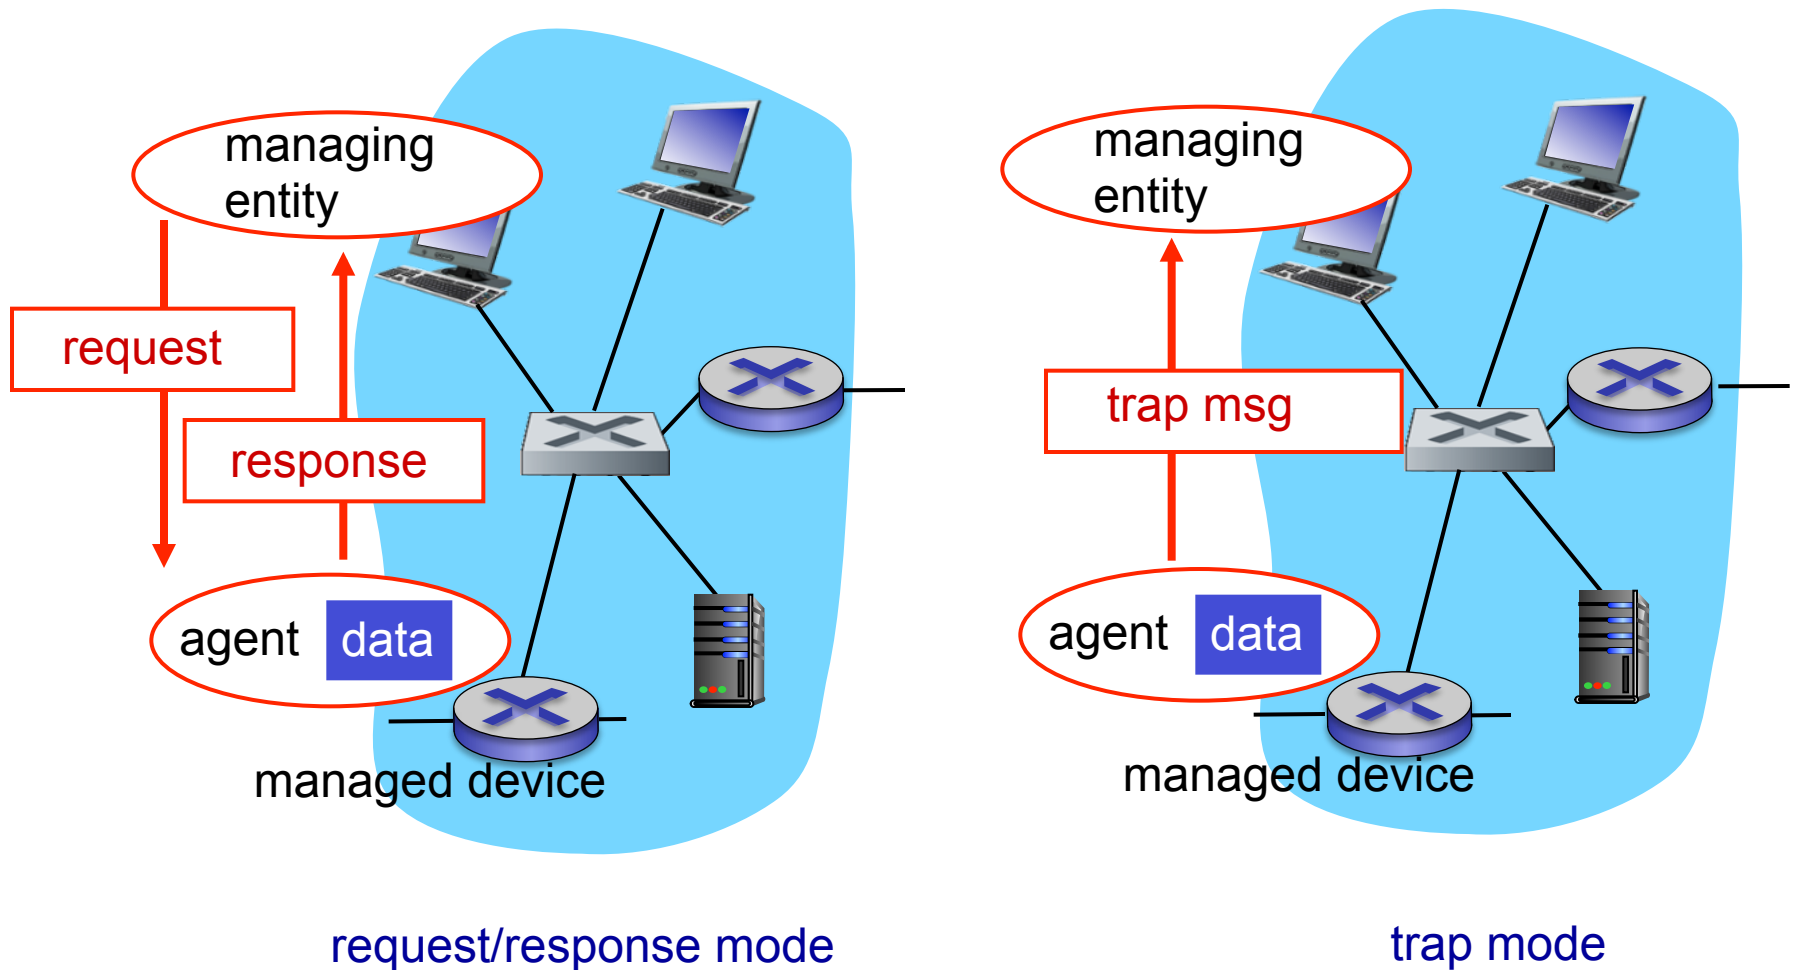 managing
entity
request
response
agent
data
managed device
request/response mode
managing
entity
trap msg
agent
data
managed device
trap mode